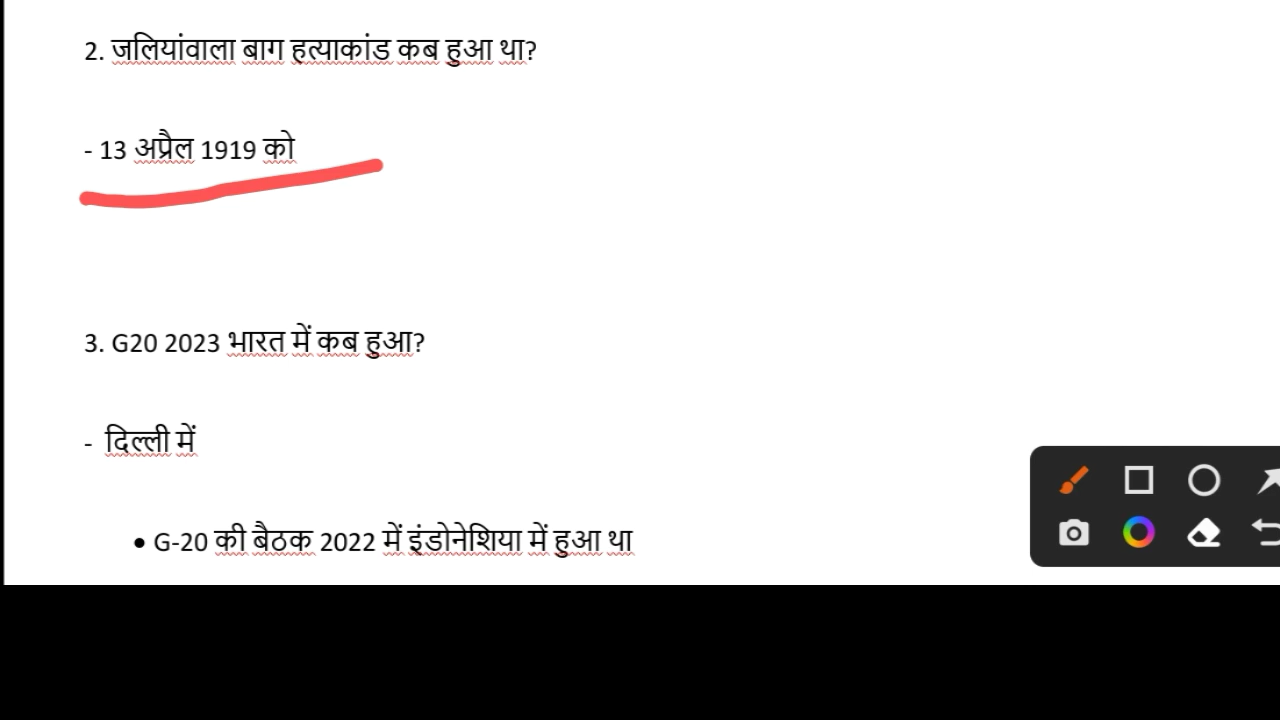 2. जलियांवाला बाग हत्याकांड कब हुआ था?
- 13 अप्रैल 1919 को
3. G20 2023 भारत में कब हुआ?
- दिल्ली में
• G-20 की बैठक 2022 में इंडोनेशिया में हुआ था